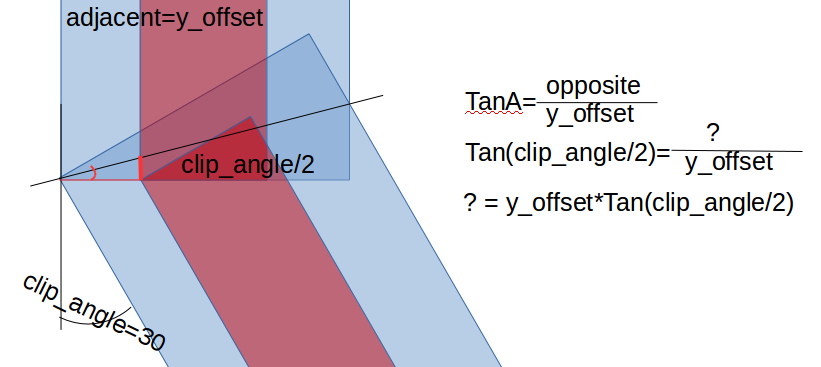 adjacent=y_offset
clip_angle/2
clip_angle=30
TanA=opposite
y_offset
Tan(clip_angle/2)=?
y_offset
? = y_offset*Tan(clip_angle/2)